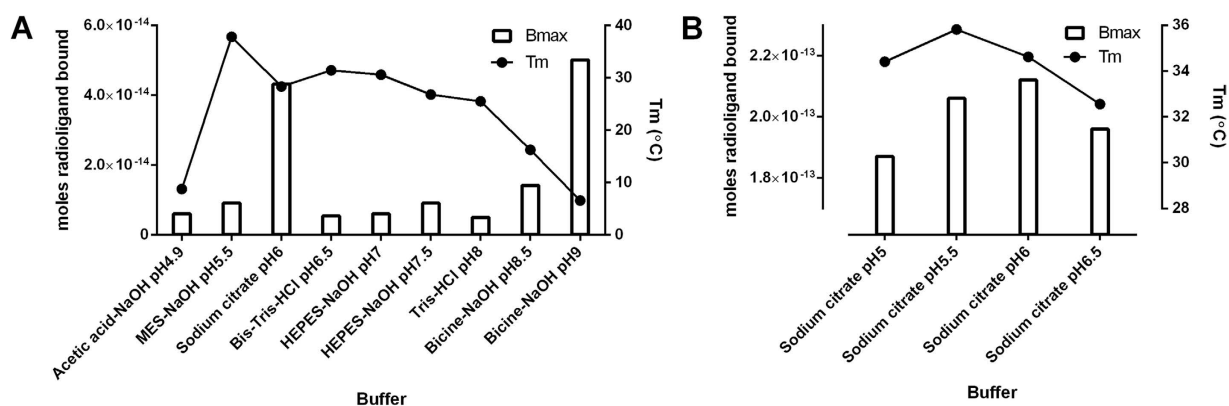 A
moles radioligand bound
6.0×10-14
4.0×10-14
2.0×10-14
0
Bmax
Tm
40
30
20
10
0
Tm (°C)
Acetic acid-NaOH pH4.9
MES-NaOH pH5.5
Sodium citrate pH6
Bis-Tris-HCl pH6.5
HEPES-NaOH pH7
HEPES-NaOH pH7.5
Tris-HCl pH8
Bicine-NaOH pH8.5
Bicine-NaOH pH9
Buffer
B
moles radioligand bound
2.2×10-13
2.0×10-13
1.8×10-13
Bmax
Tm
36
34
32
30
28
Tm (°C)
Sodium citrate pH5
Sodium citrate pH5.5
Sodium citrate pH6
Sodium citrate pH6.5
Buffer